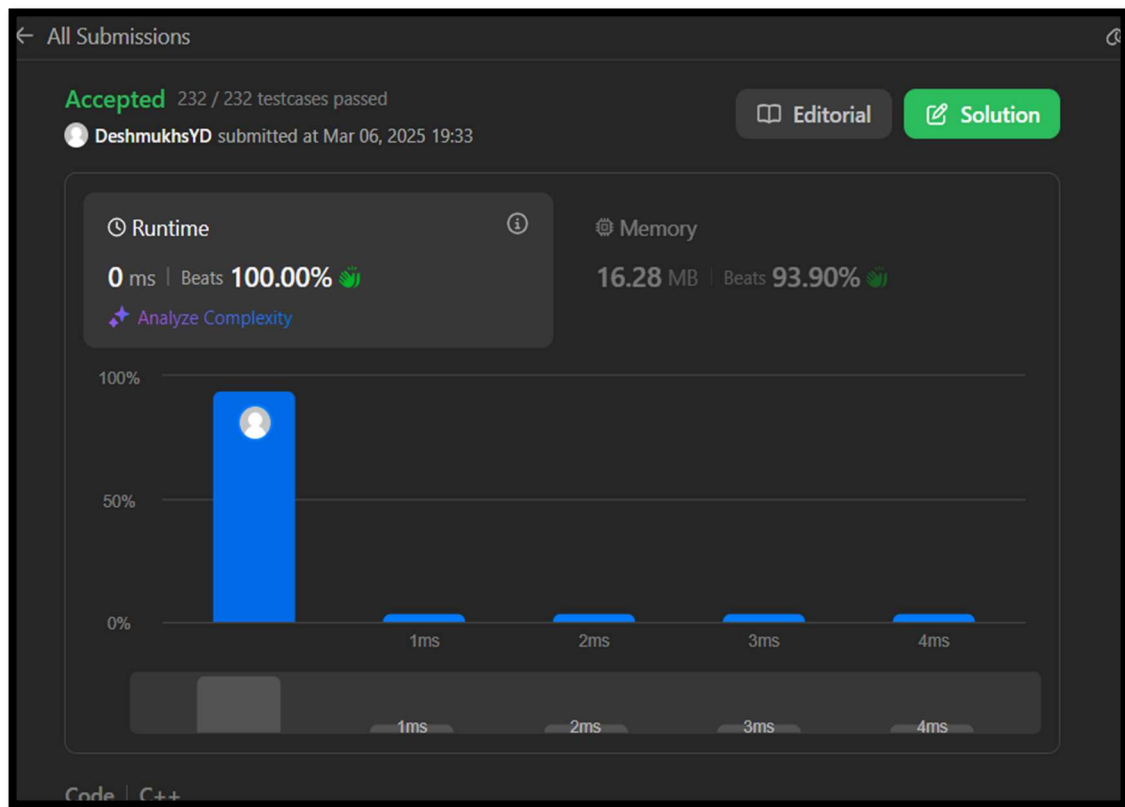 All Submissions
Accepted 232 / 232 testcases passed
DeshmukhsYD submitted at Mar 06, 2025 19:33
Editorial
Solution
Runtime
0 ms | Beats 100.00%
Analyze Complexity
Memory
16.28 MB | Beats 93.90%
100%
50%
0%
1ms 2ms 3ms 4ms
1ms 2ms 3ms 4ms
Code | C++